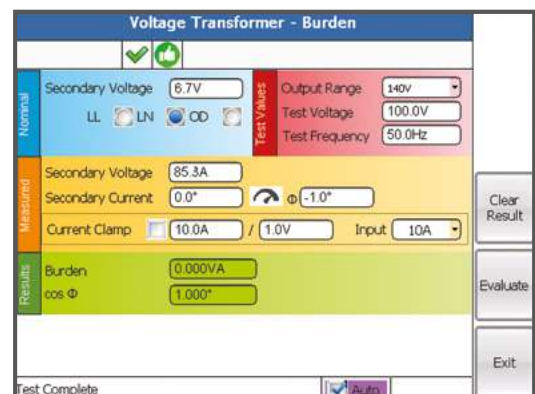 Voltage Transformer - Burden
Nominal
Secondary Voltage 6.7V
LL LN OD
Test Values
Output Range 140V
Test Voltage 100.0V
Test Frequency 50.0Hz
Measured
Secondary Voltage 85.3A
Secondary Current 0.0° Φ -1.0°
Current Clamp 10.0A / 1.0V Input 10A
Results
Burden 0.000VA
cos Φ 1.000°
Clear Result
Evaluate
Exit
Test Complete Auto